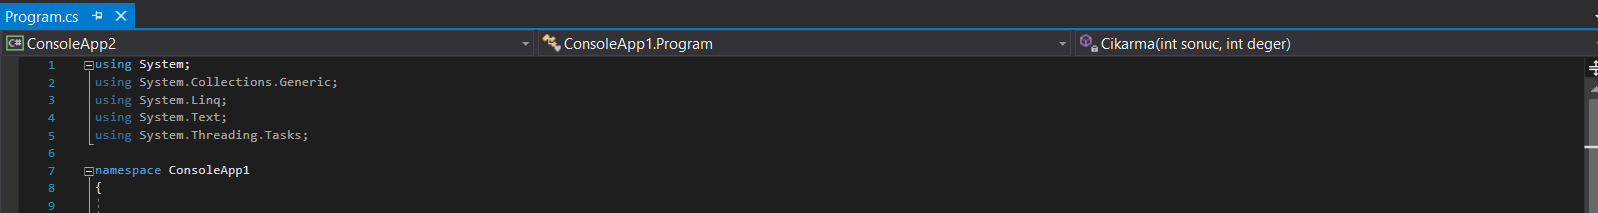 Program.cs
C# ConsoleApp2 ConsoleApp1.Program Cikarma(int sonuc, int deger)
1 using System;
2 using System.Collections.Generic;
3 using System.Linq;
4 using System.Text;
5 using System.Threading.Tasks;
6
7 namespace ConsoleApp1
8 {
9